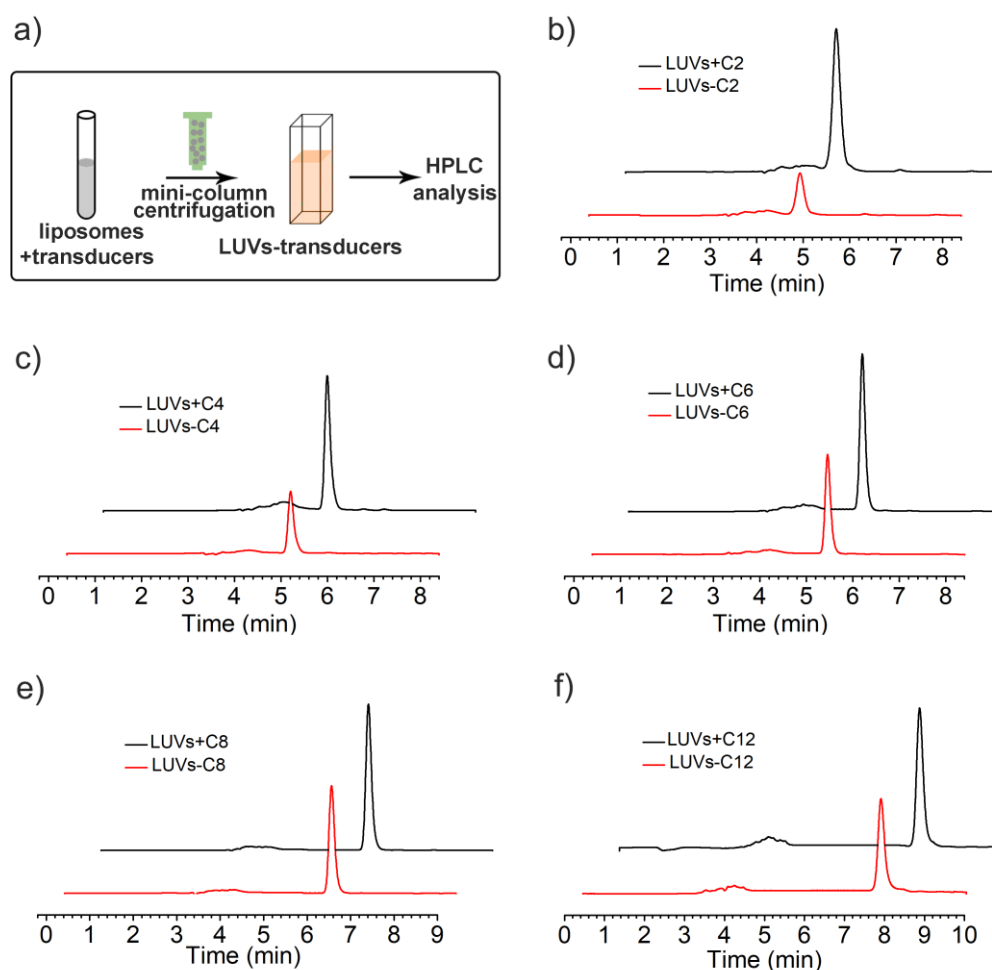 a)
liposomes
+transducers
mini-column
centrifugation
LUVs-transducers
HPLC
analysis
b)
LUVs+C2
LUVs-C2
0 1 2 3 4 5 6 7 8
Time (min)
c)
LUVs+C4
LUVs-C4
0 1 2 3 4 5 6 7 8
Time (min)
d)
LUVs+C6
LUVs-C6
0 1 2 3 4 5 6 7 8
Time (min)
e)
LUVs+C8
LUVs-C8
0 1 2 3 4 5 6 7 8 9
Time (min)
f)
LUVs+C12
LUVs-C12
0 1 2 3 4 5 6 7 8 9 10
Time (min)